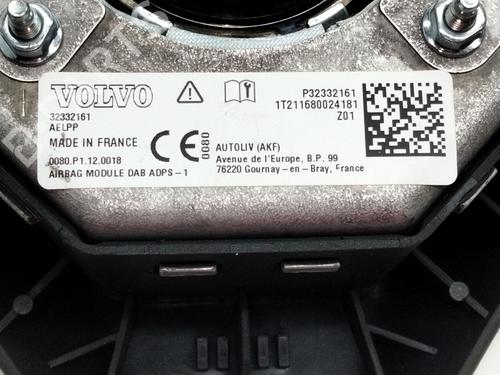 VOLVO
32332161
AELPP
MADE IN FRANCE
0080.P1.12.0018
AIRBAG MODULE DAB ADPS-1
CE
0080
P32332161
1T211680024181
Z01
AUTOLIV (AKF)
Avenue de l'Europe, B.P. 99
76220 Gournay-en-Bray, France